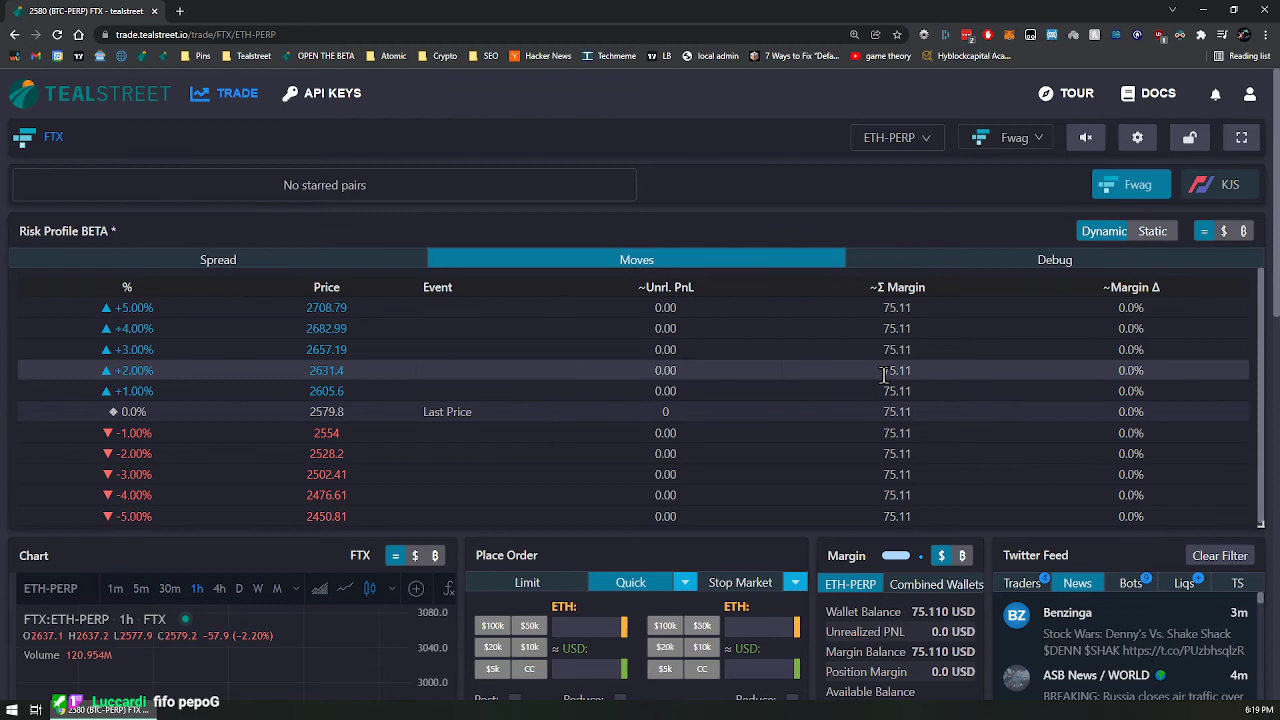 2580 (BTC-PERP) FTX - tealstreet
trade.tealstreet.io/trade/FTX/ETH-PERP
Pins Tealstreet OPEN THE BETA Atomic Crypto SEO Hacker News Techmeme LB local admin 7 Ways to Fix "Defa... game theory Hyblockcapital Acad... Reading list
TEALSTREET TRADE API KEYS TOUR DOCS
FTX ETH-PERP Fwag
No starred pairs Fwag KJS
Risk Profile BETA * Dynamic Static = $ ₿
Spread Moves Debug
% Price Event ~Unrl. PnL ~Σ Margin ~Margin Δ
▲ +5.00% 2708.79 0.00 75.11 0.0%
▲ +4.00% 2682.99 0.00 75.11 0.0%
▲ +3.00% 2657.19 0.00 75.11 0.0%
▲ +2.00% 2631.4 0.00 75.11 0.0%
▲ +1.00% 2605.6 0.00 75.11 0.0%
◆ 0.0% 2579.8 Last Price 0 75.11 0.0%
▼ -1.00% 2554 0.00 75.11 0.0%
▼ -2.00% 2528.2 0.00 75.11 0.0%
▼ -3.00% 2502.41 0.00 75.11 0.0%
▼ -4.00% 2476.61 0.00 75.11 0.0%
▼ -5.00% 2450.81 0.00 75.11 0.0%
Chart FTX = $ ₿
ETH-PERP 1m 5m 30m 1h 4h D W M
FTX:ETH-PERP · 1h · FTX
O2637.1 H2637.2 L2577.9 C2579.2 -57.9 (-2.20%)
Volume 120.954M
3080.0
3040.0
3000.0
Place Order
Limit Quick Stop Market
ETH: ETH:
$100k $50k $100k $50k
$20k $10k ≈ USD: $20k $10k ≈ USD:
$5k CC $5k CC
Margin $ ₿
ETH-PERP Combined Wallets
Wallet Balance 75.110 USD
Unrealized PNL 0.0 USD
Margin Balance 75.110 USD
Position Margin 0.0 USD
Available Balance
Twitter Feed Clear Filter
Traders 4 News Bots 9 Liqs + TS
BZ Benzinga 3m
Stock Wars: Denny's Vs. Shake Shack
$DENN $SHAK https://t.co/PUzbhsqlzR
ASB News / WORLD 4m
BREAKING: Russia closes air traffic over
Luccardi fifo pepoG
2580 (BTC-PERP) FTX ...
6:19 PM